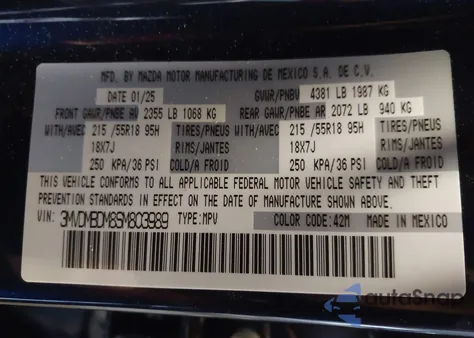 MFD. BY MAZDA MOTOR MANUFACTURING DE MEXICO S.A. DE C.V.
DATE 01/25 GVWR/PNBV 4381 LB 1987 KG
FRONT GAWR/PNBE AV 2355 LB 1068 KG REAR GAWR/PNBE AR 2072 LB 940 KG
WITH/AVEC 215 /55R18 95H TIRES/PNEUS WITH/AVEC 215 /55R18 95H TIRES/PNEUS
18X7J RIMS/JANTES 18X7J RIMS/JANTES
250 KPA/36 PSI COLD/A FROID 250 KPA/36 PSI COLD/A FROID
THIS VEHICLE CONFORMS TO ALL APPLICABLE FEDERAL MOTOR VEHICLE SAFETY AND THEFT
PREVENTION STANDARDS IN EFFECT ON THE DATE OF MANUFACTURE SHOWN ABOVE.
VIN: 3MVDMBDM6SM803989 TYPE:MPV COLOR CODE:42M MADE IN MEXICO
autoSnap